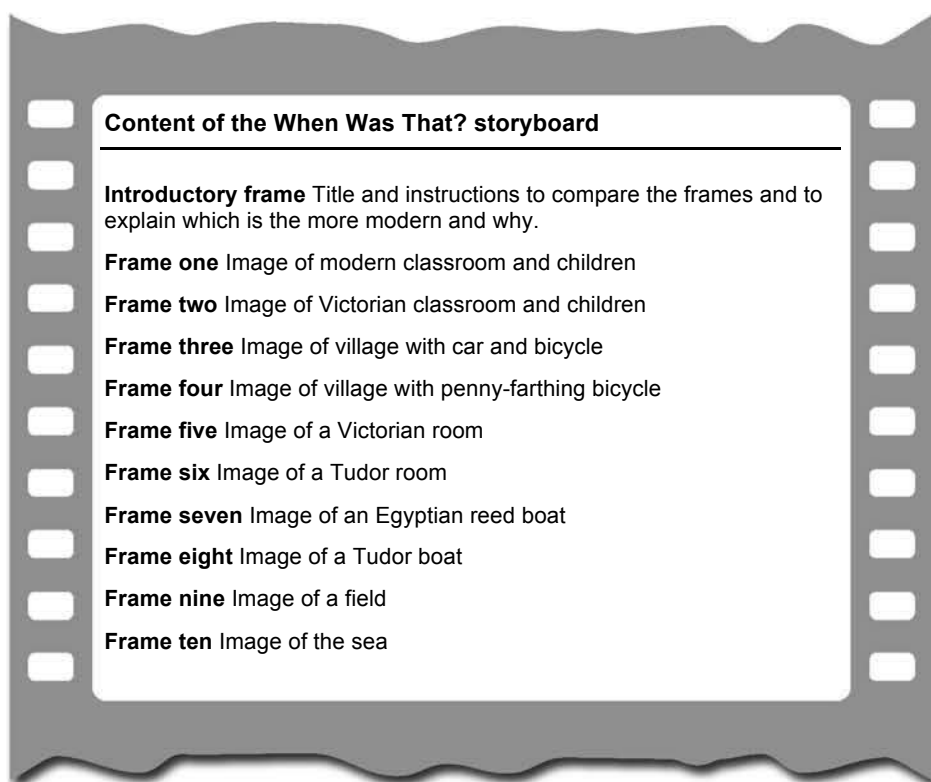 Content of the When Was That? storyboard
Introductory frame Title and instructions to compare the frames and to
explain which is the more modern and why.
Frame one Image of modern classroom and children
Frame two Image of Victorian classroom and children
Frame three Image of village with car and bicycle
Frame four Image of village with penny-farthing bicycle
Frame five Image of a Victorian room
Frame six Image of a Tudor room
Frame seven Image of an Egyptian reed boat
Frame eight Image of a Tudor boat
Frame nine Image of a field
Frame ten Image of the sea